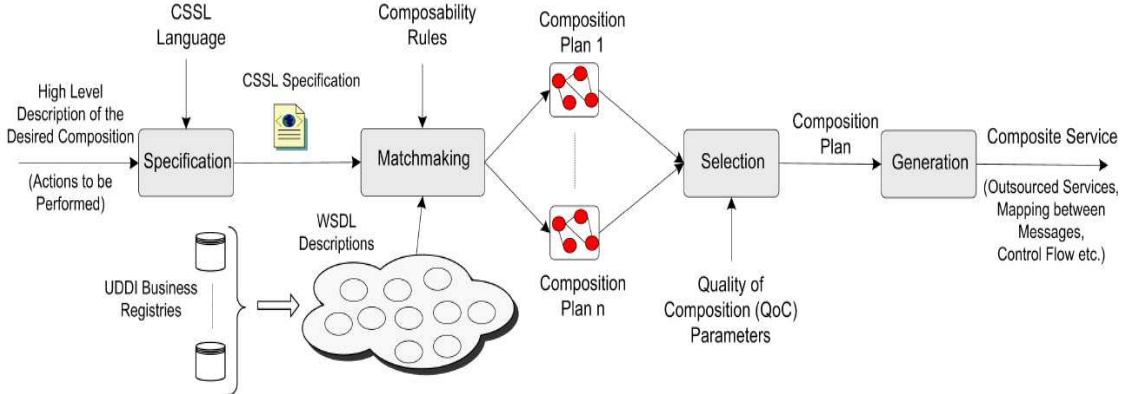 CSSL
Language
Composability
Rules
Composition
Plan 1
High Level
Description of the
Desired Composition
CSSL Specification
Specification
Matchmaking
Selection
Composition
Plan
Generation
Composite Service
(Actions to be
Performed)
(Outsourced Services,
Mapping between
Messages,
Control Flow etc.)
WSDL
Descriptions
UDDI Business
Registries
Composition
Plan n
Quality of
Composition (QoC)
Parameters